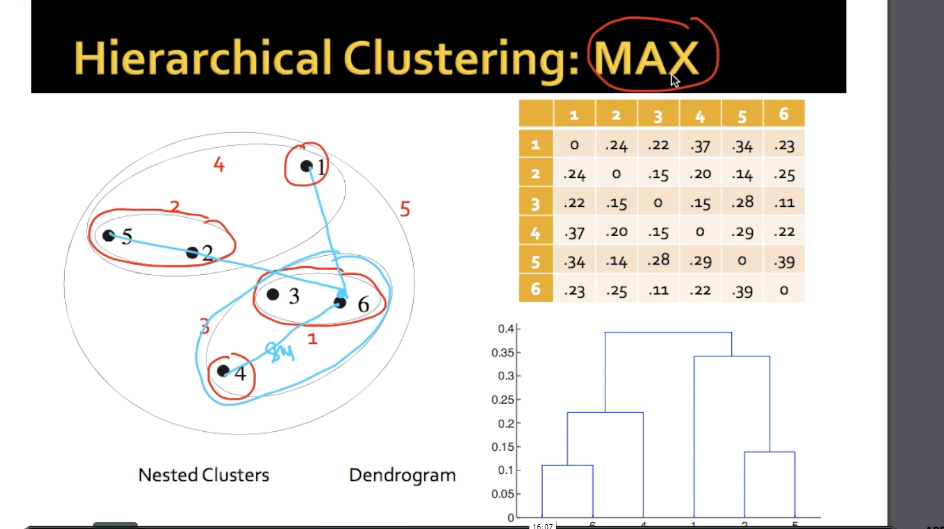 Hierarchical Clustering: MAX
4
1
5
2
5
2
3
6
3
1
4
Nested Clusters
Dendrogram
1 2 3 4 5 6
1 0 .24 .22 .37 .34 .23
2 .24 0 .15 .20 .14 .25
3 .22 .15 0 .15 .28 .11
4 .37 .20 .15 0 .29 .22
5 .34 .14 .28 .29 0 .39
6 .23 .25 .11 .22 .39 0
0.4
0.35
0.3
0.25
0.2
0.15
0.1
0.05
0
16:07